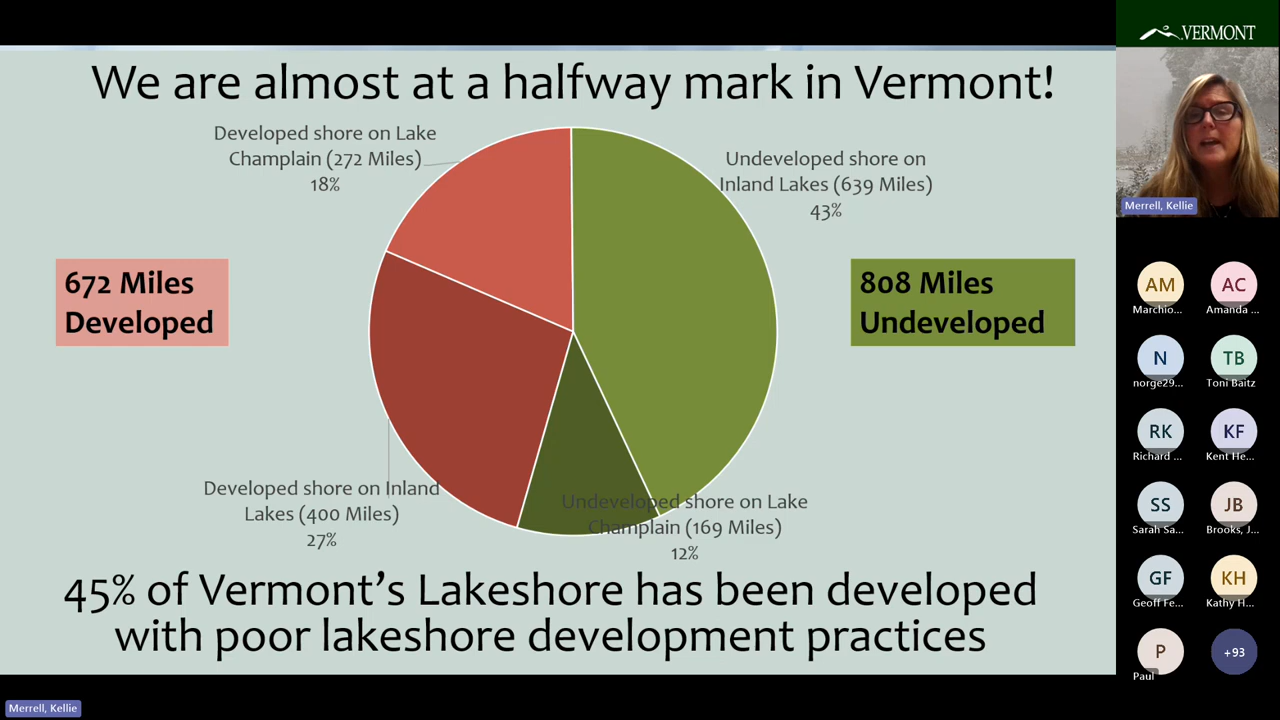 We are almost at a halfway mark in Vermont!
Developed shore on Lake
Champlain (272 Miles)
18%
Undeveloped shore on
Inland Lakes (639 Miles)
43%
672 Miles
Developed
808 Miles
Undeveloped
Developed shore on Inland
Lakes (400 Miles)
27%
Undeveloped shore on Lake
Champlain (169 Miles)
12%
45% of Vermont's Lakeshore has been developed
with poor lakeshore development practices
VERMONT
Merrell, Kellie
AM
Marchio...
AC
Amanda ...
N
norge29...
TB
Toni Baitz
RK
Richard ...
KF
Kent He...
SS
Sarah Sa...
JB
Brooks, J...
GF
Geoff Fe...
KH
Kathy H...
P
Paul
+93
Merrell, Kellie